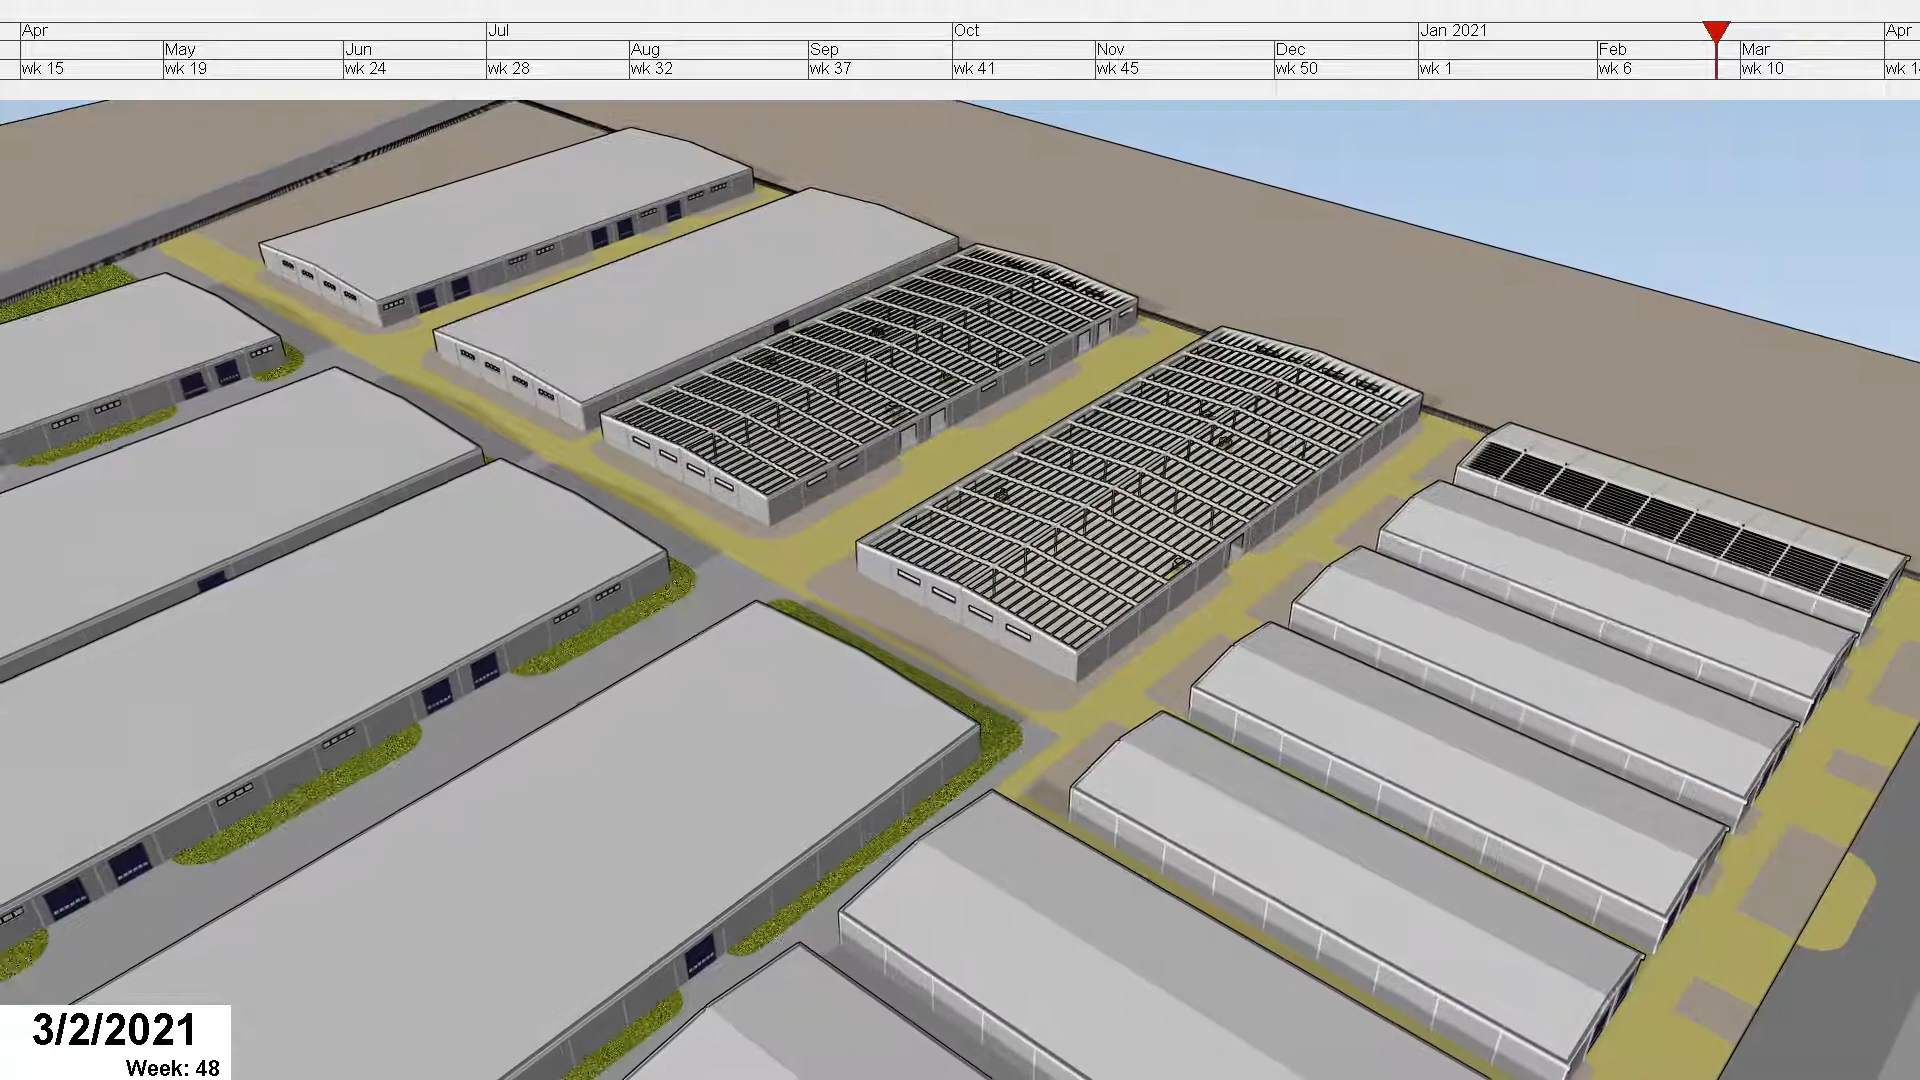 Apr Jul Oct Jan 2021 Apr
May Jun Aug Sep Nov Dec Feb Mar
wk 15 wk 19 wk 24 wk 28 wk 32 wk 37 wk 41 wk 45 wk 50 wk 1 wk 6 wk 10 wk 1
3/2/2021
Week: 48